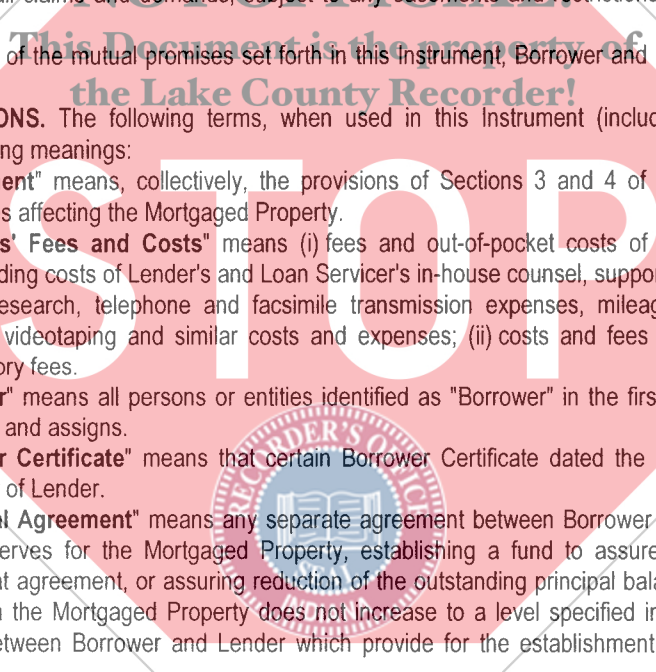 This Document is the property of
of the mutual promises set forth in this Instrument, Borrower and
the Lake County Recorder!
ONS. The following terms, when used in this Instrument (includ
ng meanings:
ent" means, collectively, the provisions of Sections 3 and 4 of
s affecting the Mortgaged Property.
s' Fees and Costs" means (i) fees and out-of-pocket costs of
ding costs of Lender's and Loan Servicer's in-house counsel, suppor
esearch, telephone and facsimile transmission expenses, mileag
videotaping and similar costs and expenses; (ii) costs and fees
ory fees.
STOP
r" means all persons or entities identified as "Borrower" in the firs
and assigns.
r Certificate" means that certain Borrower Certificate dated the
of Lender.
RECORDER'S OFFICE
l Agreement" means any separate agreement between Borrower
erves for the Mortgaged Property, establishing a fund to assure
at agreement, or assuring reduction of the outstanding principal bala
n the Mortgaged Property does not increase to a level specified in
etween Borrower and Lender which provide for the establishment
SEAL
INDIANA